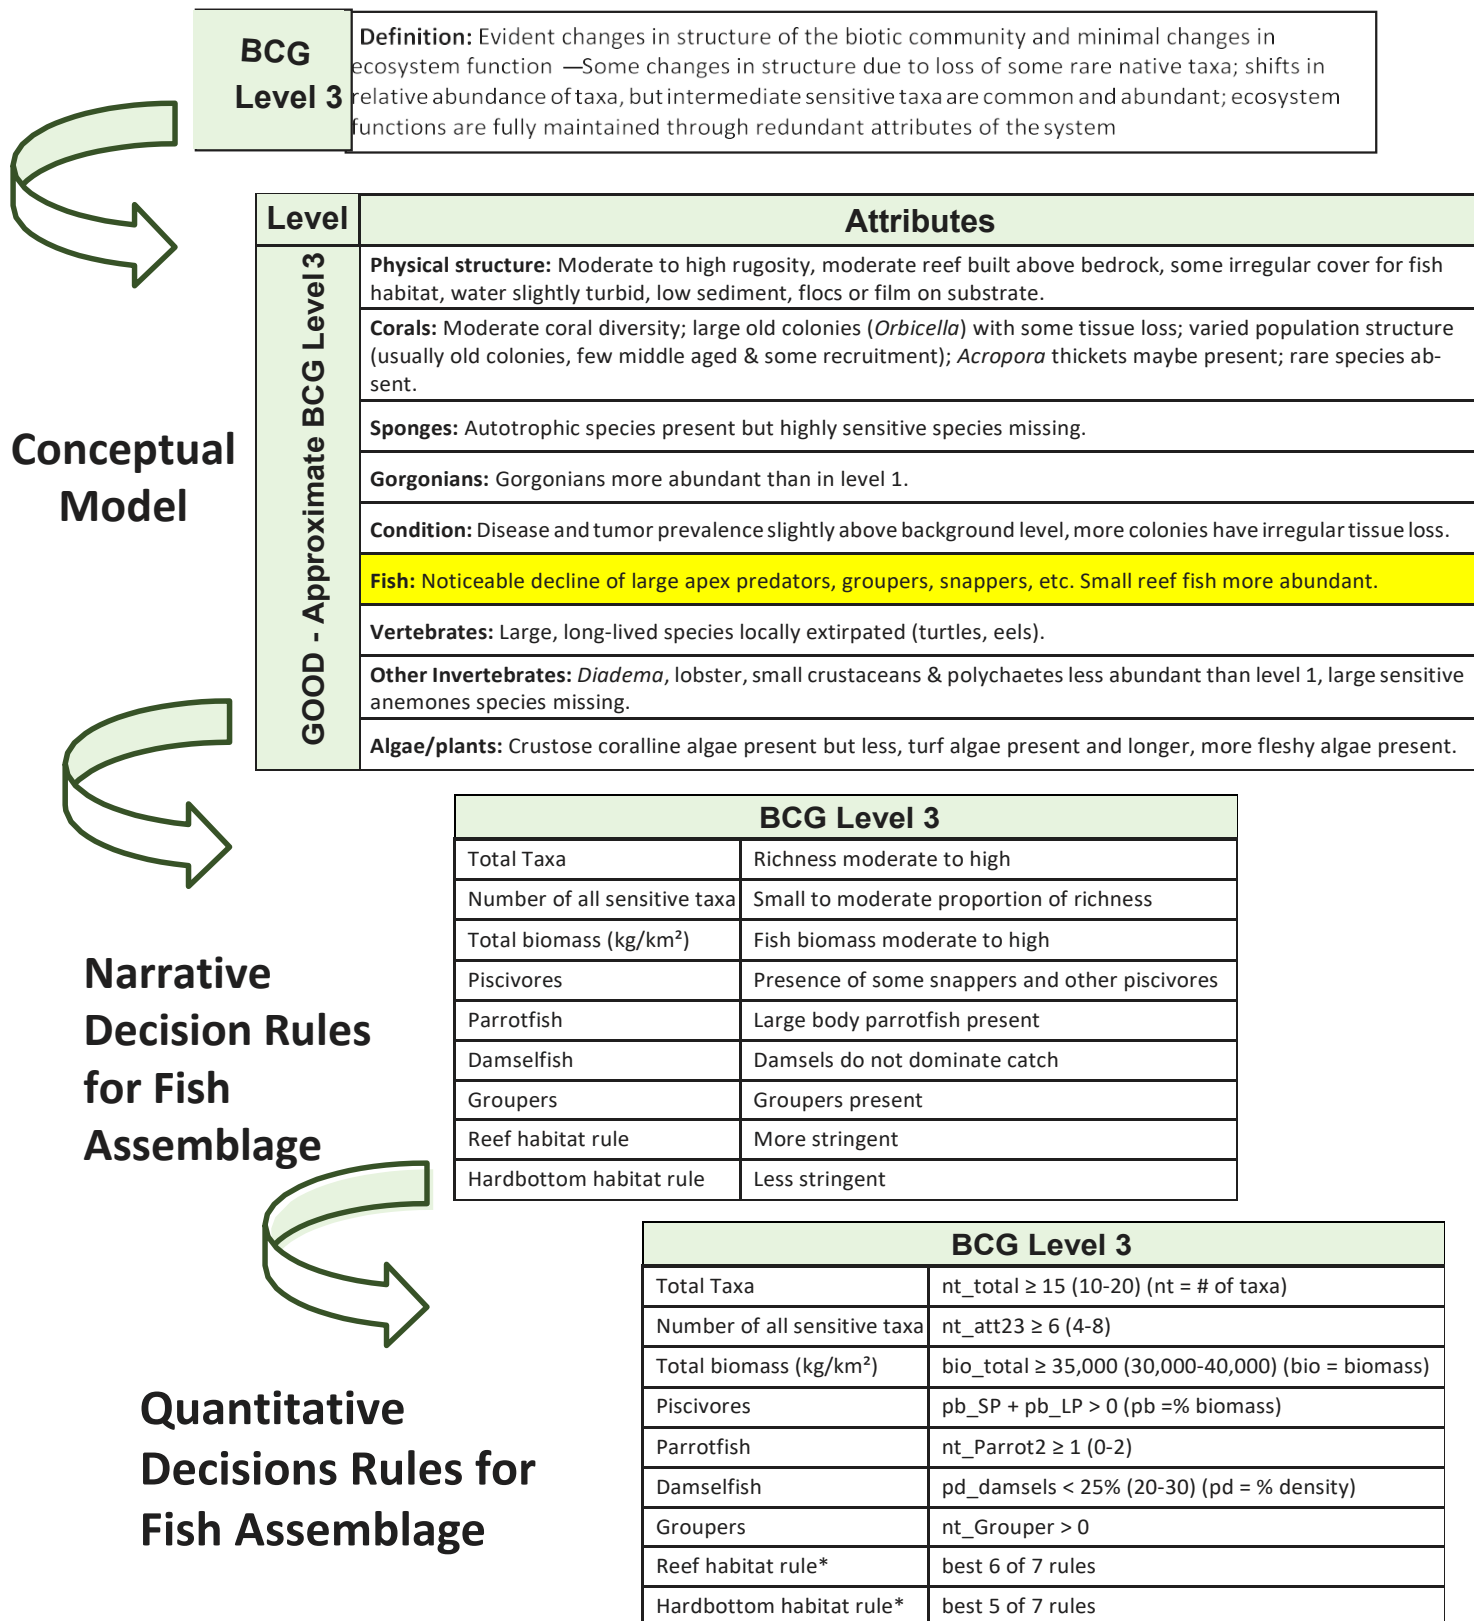 BCG
Level 3
Definition: Evident changes in structure of the biotic community and minimal changes in
ecosystem function —Some changes in structure due to loss of some rare native taxa; shifts in
relative abundance of taxa, but intermediate sensitive taxa are common and abundant; ecosystem
functions are fully maintained through redundant attributes of the system
Level
Attributes
GOOD - Approximate BCG Level 3
Physical structure: Moderate to high rugosity, moderate reef built above bedrock, some irregular cover for fish
habitat, water slightly turbid, low sediment, flocs or film on substrate.
Corals: Moderate coral diversity; large old colonies (Orbicella) with some tissue loss; varied population structure
(usually old colonies, few middle aged & some recruitment); Acropora thickets maybe present; rare species ab-
sent.
Sponges: Autotrophic species present but highly sensitive species missing.
Gorgonians: Gorgonians more abundant than in level 1.
Condition: Disease and tumor prevalence slightly above background level, more colonies have irregular tissue loss.
Fish: Noticeable decline of large apex predators, groupers, snappers, etc. Small reef fish more abundant.
Vertebrates: Large, long-lived species locally extirpated (turtles, eels).
Other Invertebrates: Diadema, lobster, small crustaceans & polychaetes less abundant than level 1, large sensitive
anemones species missing.
Algae/plants: Crustose coralline algae present but less, turf algae present and longer, more fleshy algae present.
Conceptual
Model
BCG Level 3
Total Taxa Richness moderate to high
Number of all sensitive taxa Small to moderate proportion of richness
Total biomass (kg/km²) Fish biomass moderate to high
Piscivores Presence of some snappers and other piscivores
Parrotfish Large body parrotfish present
Damselfish Damsels do not dominate catch
Groupers Groupers present
Reef habitat rule More stringent
Hardbottom habitat rule Less stringent
Narrative
Decision Rules
for Fish
Assemblage
BCG Level 3
Total Taxa nt_total ≥ 15 (10-20) (nt = # of taxa)
Number of all sensitive taxa nt_att23 ≥ 6 (4-8)
Total biomass (kg/km²) bio_total ≥ 35,000 (30,000-40,000) (bio = biomass)
Piscivores pb_SP + pb_LP > 0 (pb =% biomass)
Parrotfish nt_Parrot2 ≥ 1 (0-2)
Damselfish pd_damsels < 25% (20-30) (pd = % density)
Groupers nt_Grouper > 0
Reef habitat rule* best 6 of 7 rules
Hardbottom habitat rule* best 5 of 7 rules
Quantitative
Decisions Rules for
Fish Assemblage